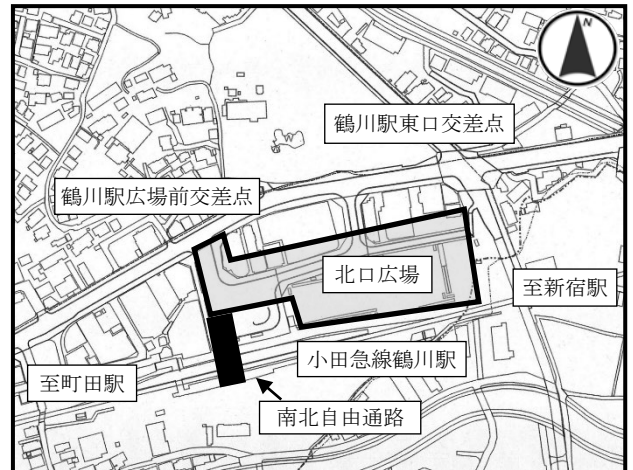 N
鶴川駅東口交差点
鶴川駅広場前交差点
北口広場
至新宿駅
小田急線鶴川駅
至町田駅
南北自由通路